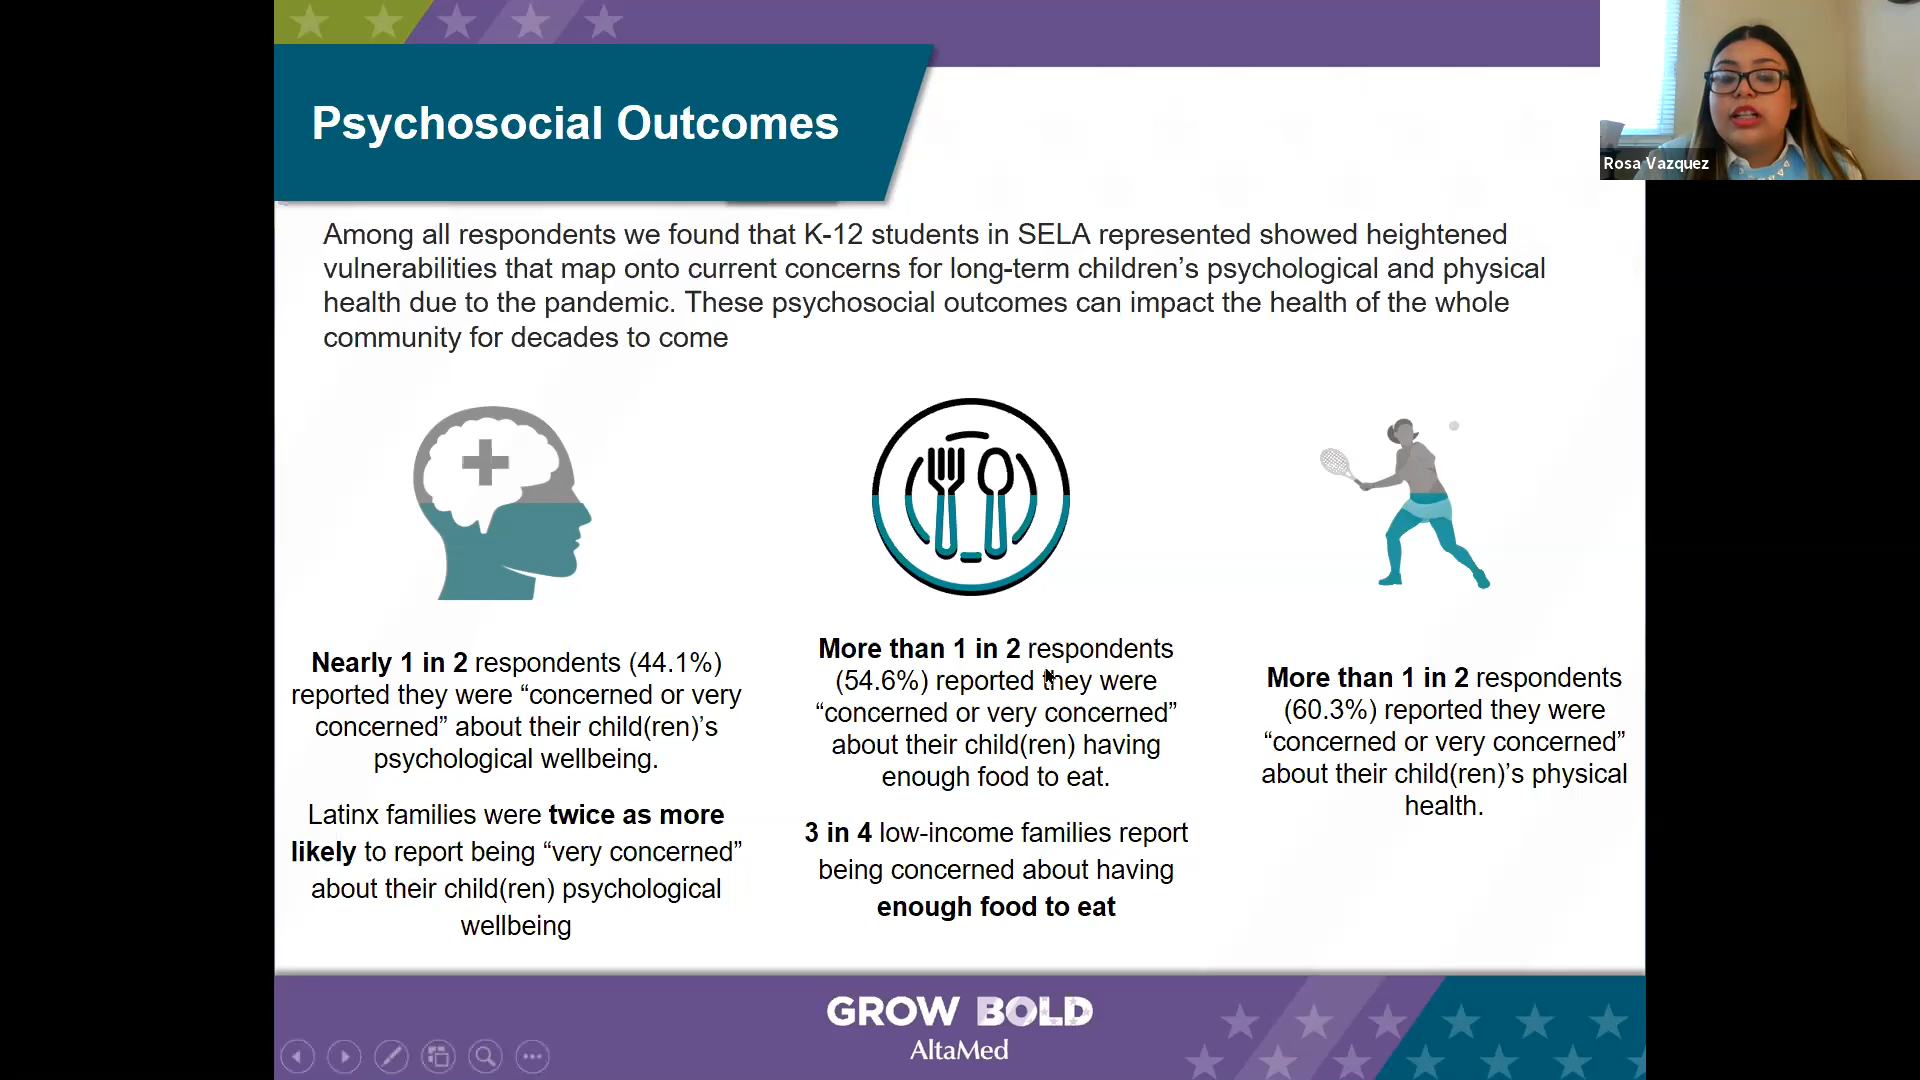 Psychosocial Outcomes
Rosa Vazquez
Among all respondents we found that K-12 students in SELA represented showed heightened
vulnerabilities that map onto current concerns for long-term children’s psychological and physical
health due to the pandemic. These psychosocial outcomes can impact the health of the whole
community for decades to come
Nearly 1 in 2 respondents (44.1%)
reported they were “concerned or very
concerned” about their child(ren)’s
psychological wellbeing.
Latinx families were twice as more
likely to report being “very concerned”
about their child(ren) psychological
wellbeing
More than 1 in 2 respondents
(54.6%) reported they were
“concerned or very concerned”
about their child(ren) having
enough food to eat.
3 in 4 low-income families report
being concerned about having
enough food to eat
More than 1 in 2 respondents
(60.3%) reported they were
“concerned or very concerned”
about their child(ren)’s physical
health.
GROW BOLD
AltaMed